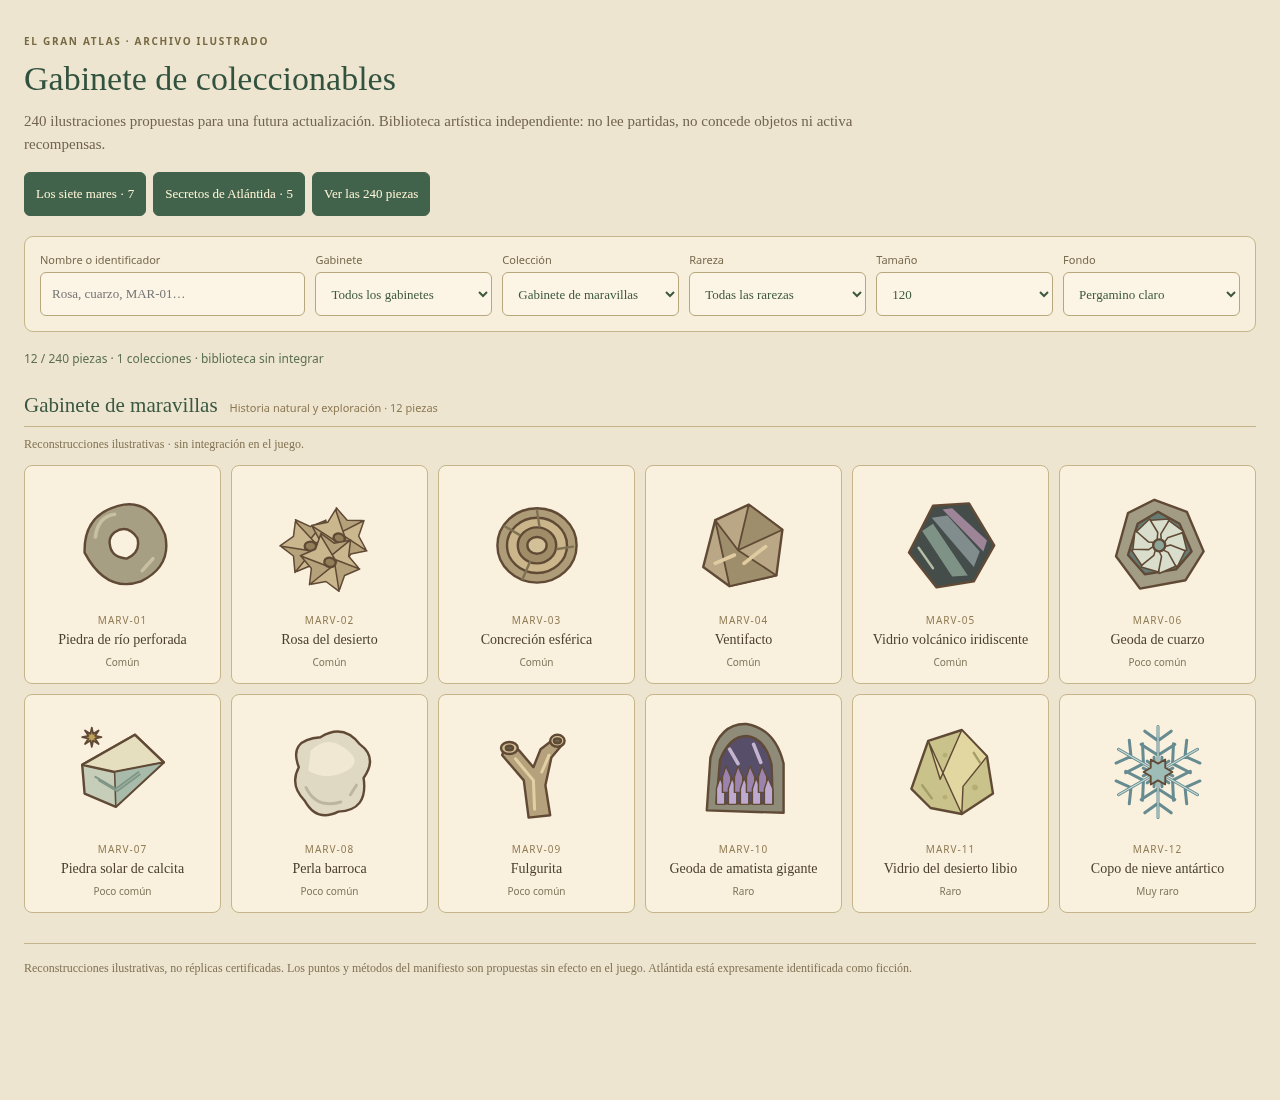 EL GRAN ATLAS · ARCHIVO ILUSTRADO
Gabinete de coleccionables
240 ilustraciones propuestas para una futura actualización. Biblioteca artística independiente: no lee partidas, no concede objetos ni activa
recompensas.
Los siete mares · 7
Secretos de Atlántida · 5
Ver las 240 piezas
Nombre o identificador
Gabinete
Colección
Rareza
Tamaño
Fondo
Rosa, cuarzo, MAR-01…
Todos los gabinetes
Gabinete de maravillas
Todas las rarezas
120
Pergamino claro
12 / 240 piezas · 1 colecciones · biblioteca sin integrar
Gabinete de maravillas
Historia natural y exploración · 12 piezas
Reconstrucciones ilustrativas · sin integración en el juego.
MARV-01
Piedra de río perforada
Común
MARV-02
Rosa del desierto
Común
MARV-03
Concreción esférica
Común
MARV-04
Ventifacto
Común
MARV-05
Vidrio volcánico iridiscente
Común
MARV-06
Geoda de cuarzo
Poco común
MARV-07
Piedra solar de calcita
Poco común
MARV-08
Perla barroca
Poco común
MARV-09
Fulgurita
Poco común
MARV-10
Geoda de amatista gigante
Raro
MARV-11
Vidrio del desierto libio
Raro
MARV-12
Copo de nieve antártico
Muy raro
Reconstrucciones ilustrativas, no réplicas certificadas. Los puntos y métodos del manifiesto son propuestas sin efecto en el juego. Atlántida está expresamente identificada como ficción.